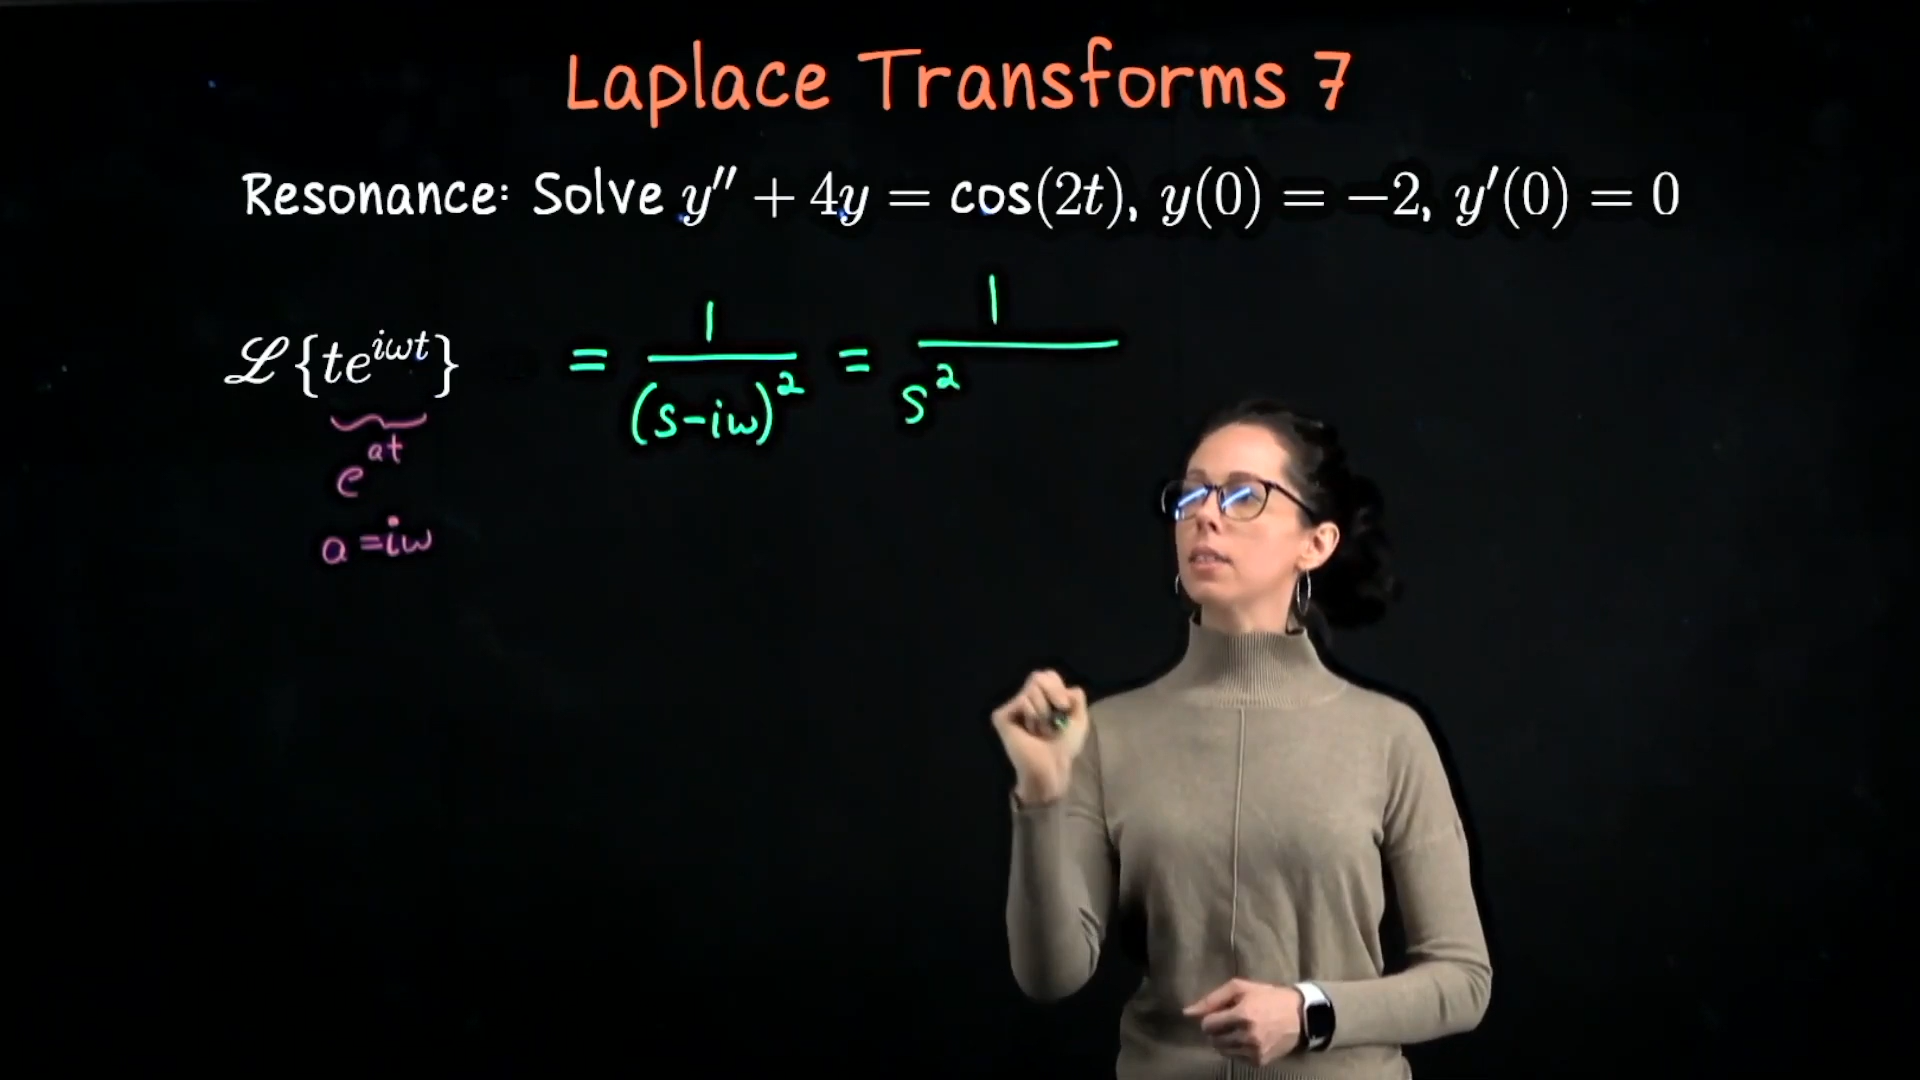 Laplace Transforms 7
Resonance: Solve y'' + 4y = cos(2t), y(0) = −2, y'(0) = 0
ℒ{te^{iωt}} = 1/(s-iω)^2 = 1/s^2
e^{at}
a = iω